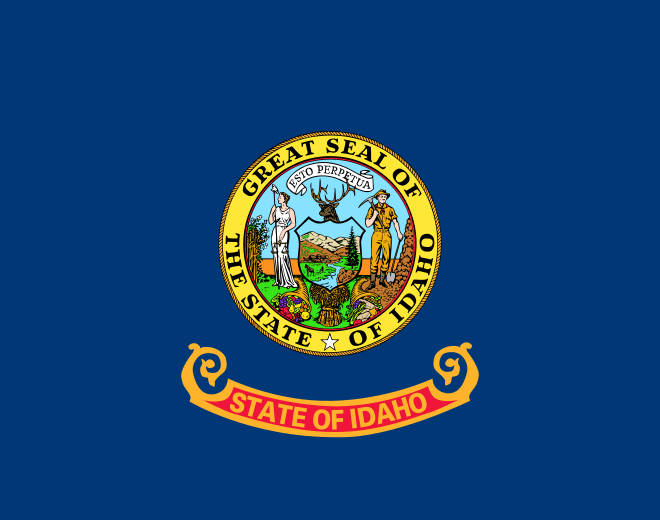 GREAT SEAL OF
THE STATE OF IDAHO
ESTO PERPETUA
STATE OF IDAHO